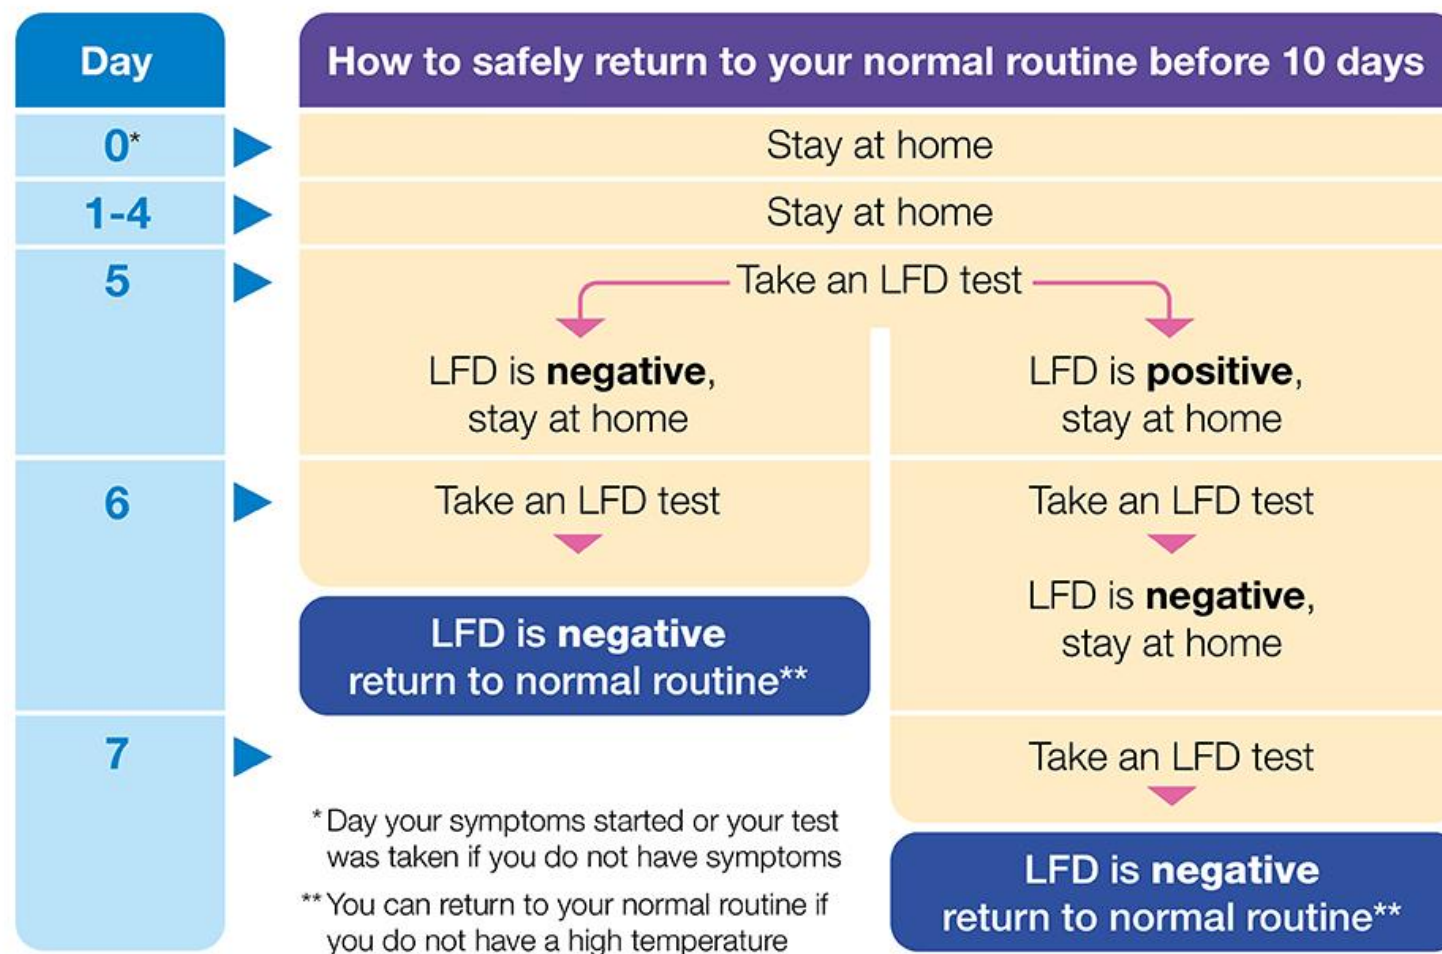 Day
How to safely return to your normal routine before 10 days
0*
Stay at home
1-4
Stay at home
5
Take an LFD test
LFD is negative,
stay at home
LFD is positive,
stay at home
6
Take an LFD test
LFD is negative
return to normal routine**
Take an LFD test
LFD is negative,
stay at home
7
Take an LFD test
LFD is negative
return to normal routine**
* Day your symptoms started or your test
was taken if you do not have symptoms
** You can return to your normal routine if
you do not have a high temperature